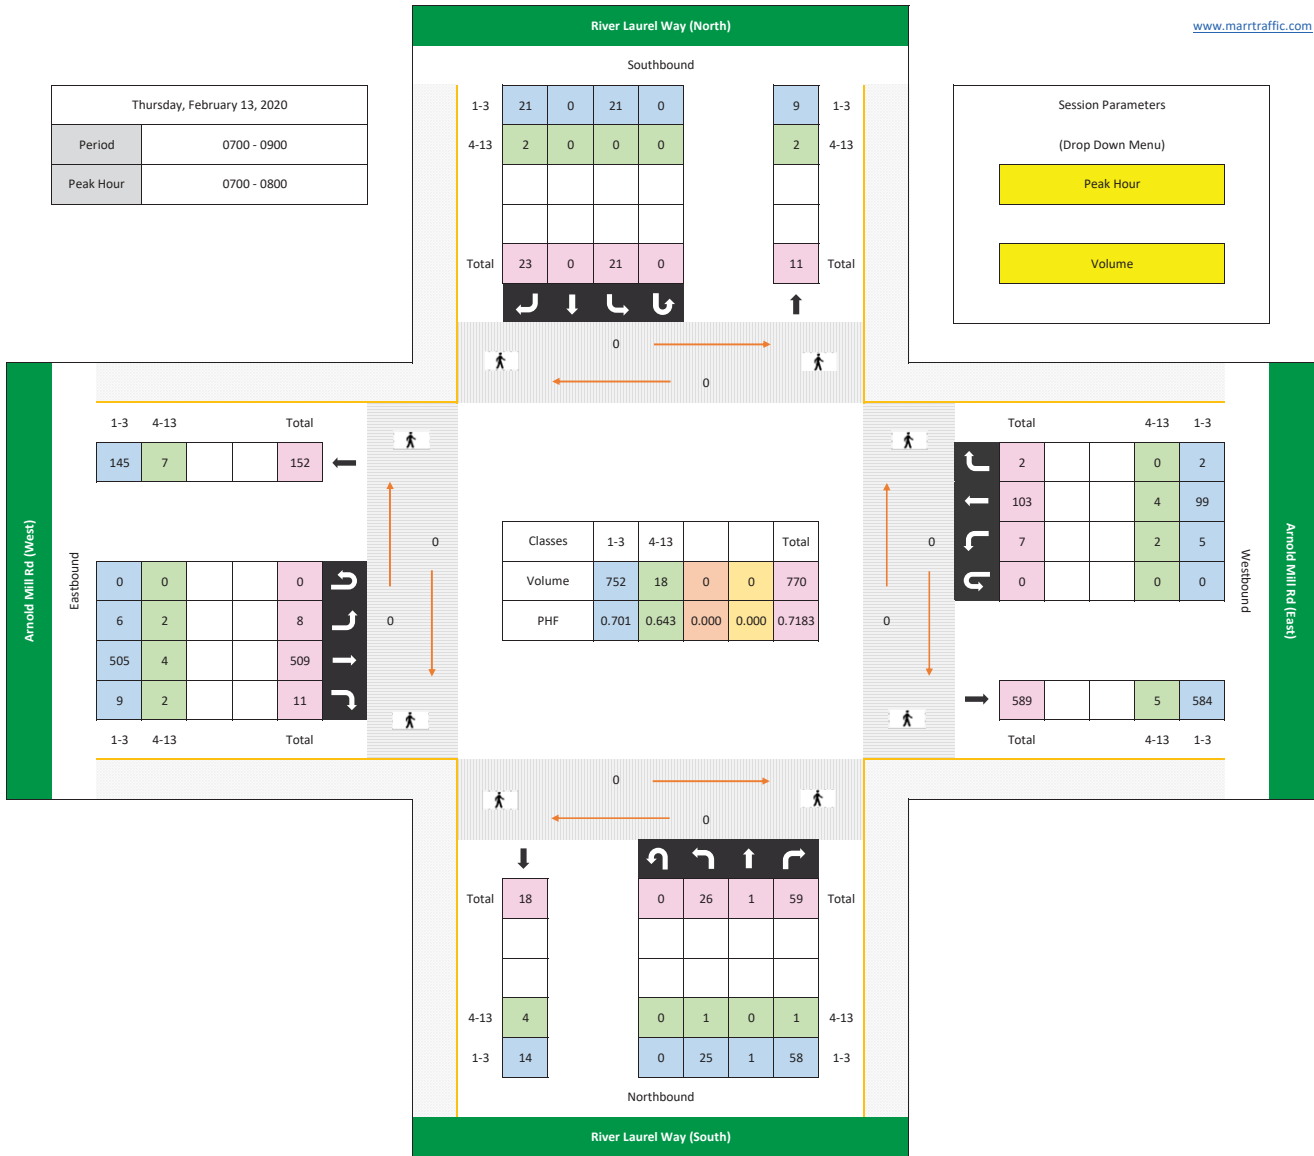 River Laurel Way (North)
www.marrtraffic.com
Southbound
Thursday, February 13, 2020
Period 0700 - 0900
Peak Hour 0700 - 0800
1-3 21 0 21 0 9 1-3
4-13 2 0 0 0 2 4-13
Total 23 0 21 0 11 Total
Session Parameters
(Drop Down Menu)
Peak Hour
Volume
0
0
Arnold Mill Rd (West)
Eastbound
1-3 4-13 Total
145 7 152
0 0 0
6 2 8
505 4 509
9 2 11
1-3 4-13 Total
0
0
Classes 1-3 4-13 Total
Volume 752 18 0 0 770
PHF 0.701 0.643 0.000 0.000 0.7183
0
0
Total 4-13 1-3
2 0 2
103 4 99
7 2 5
0 0 0
589 5 584
Total 4-13 1-3
Westbound
Arnold Mill Rd (East)
0
0
Total 18 0 26 1 59 Total
4-13 4 0 1 0 1 4-13
1-3 14 0 25 1 58 1-3
Northbound
River Laurel Way (South)